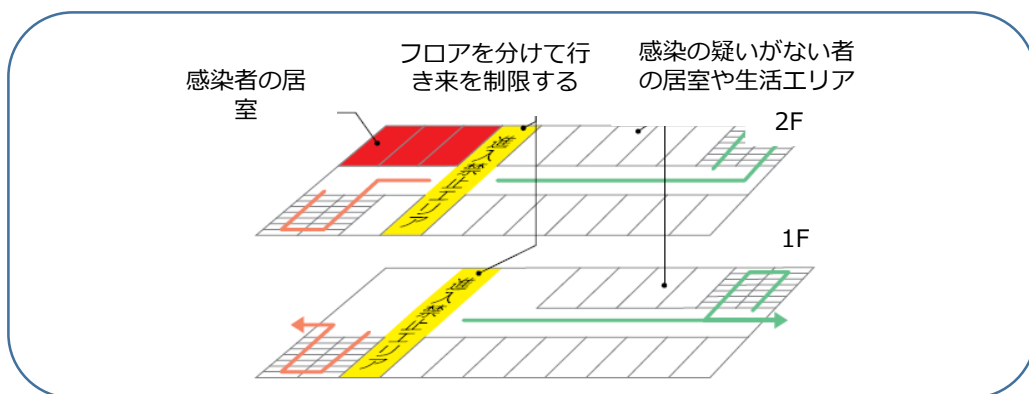 感染者の居
室
フロアを分けて行
き来を制限する
感染の疑いがない者
の居室や生活エリア
2F
進入禁止エリア
1F
進入禁止エリア